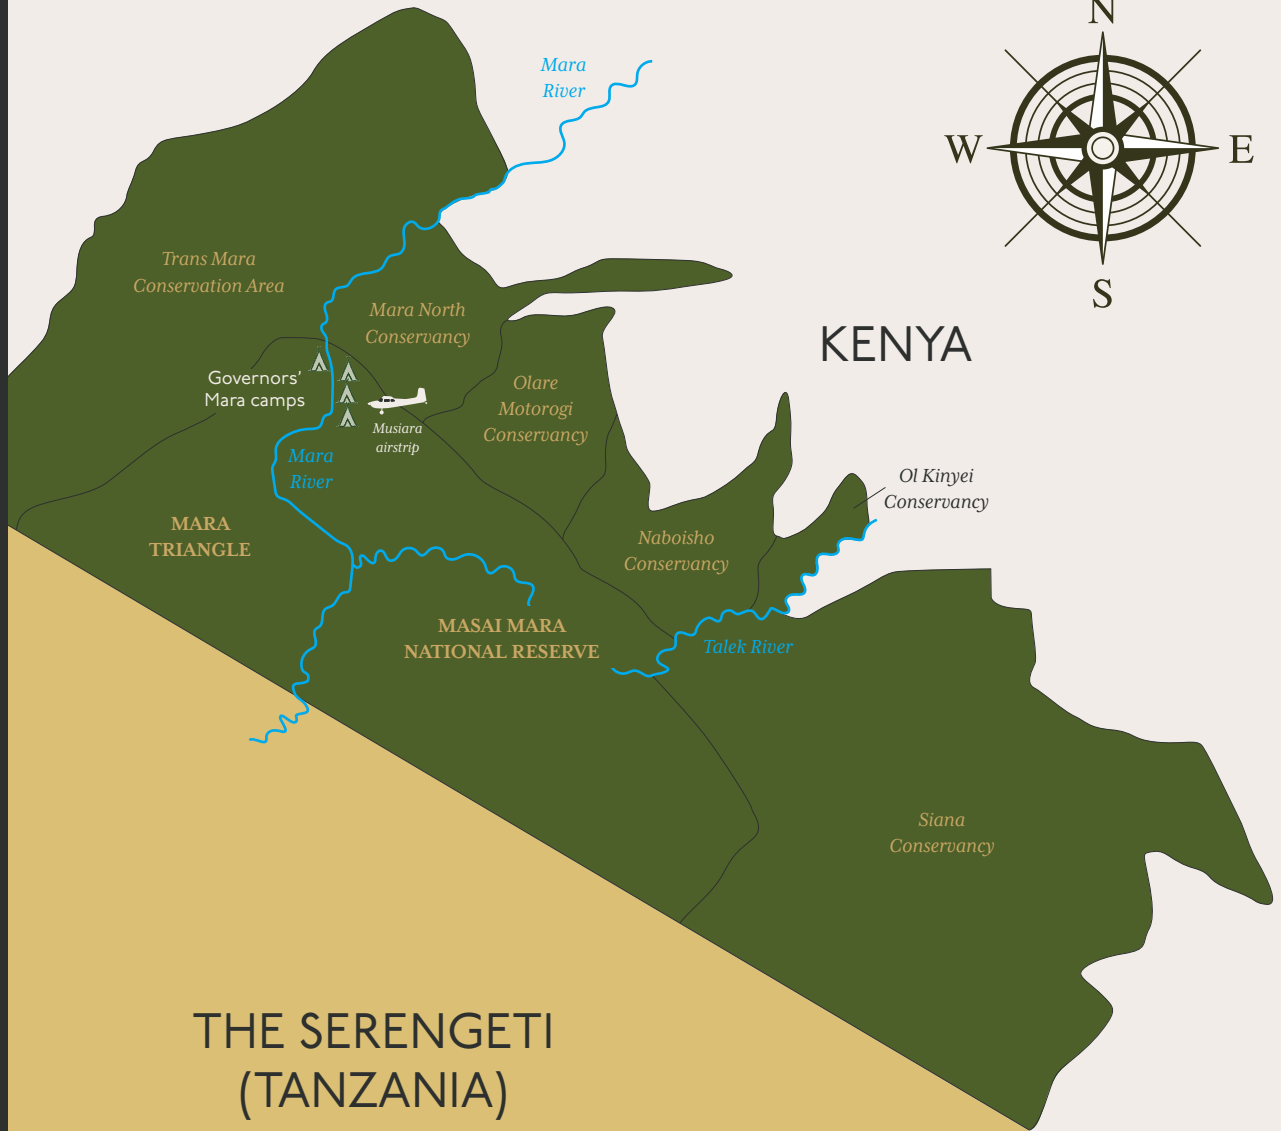 N
Mara
River
W
E
Trans Mara
Conservation Area
S
Mara North
Conservancy
KENYA
Governors'
Mara camps
Olare
Motorogi
Conservancy
Musiara
airstrip
Mara
River
Ol Kinyei
Conservancy
MARA
TRIANGLE
Naboisho
Conservancy
MASAI MARA
NATIONAL RESERVE
Talek River
Siana
Conservancy
THE SERENGETI
(TANZANIA)